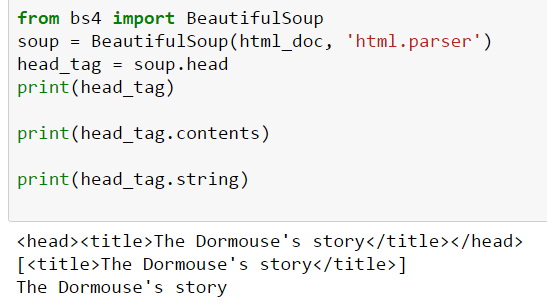 from bs4 import BeautifulSoup
soup = BeautifulSoup(html_doc, 'html.parser')
head_tag = soup.head
print(head_tag)
print(head_tag.contents)
print(head_tag.string)
<head><title>The Dormouse's story</title></head>
[<title>The Dormouse's story</title>]
The Dormouse's story